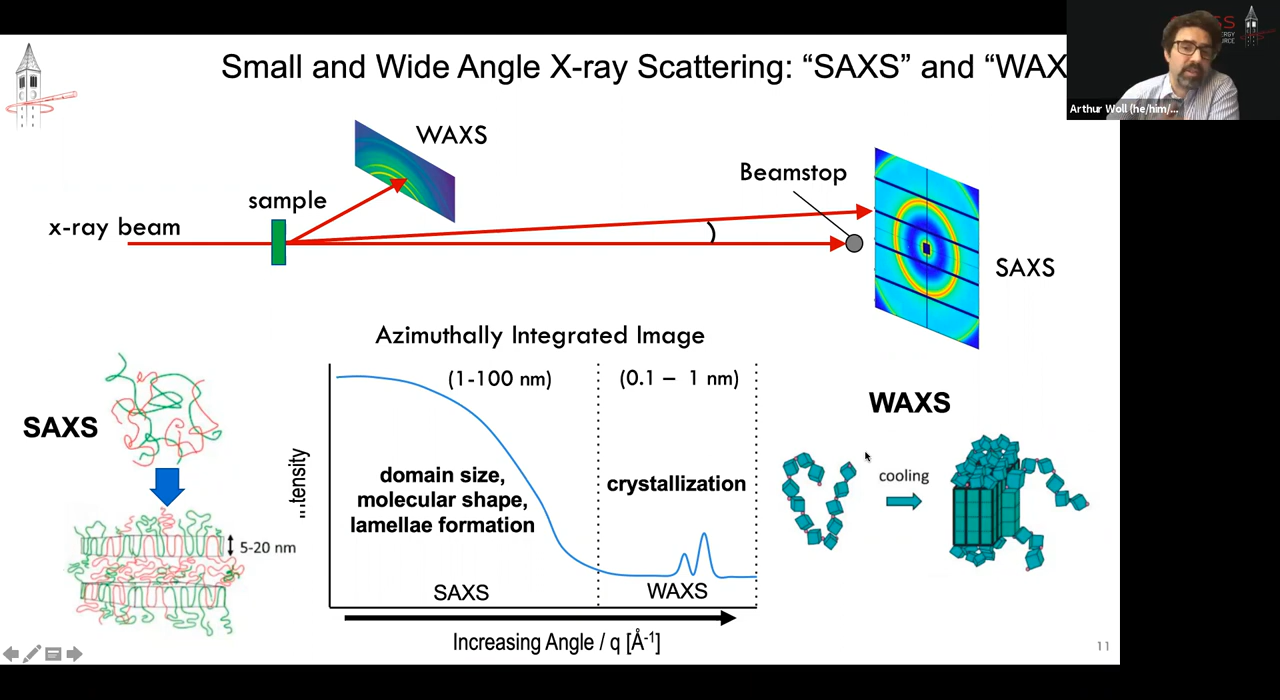 Small and Wide Angle X-ray Scattering: “SAXS” and “WAX
Arthur Woll (he/him/...
WAXS
Beamstop
sample
x-ray beam
SAXS
Azimuthally Integrated Image
(1-100 nm)
(0.1 – 1 nm)
WAXS
SAXS
domain size,
molecular shape,
lamellae formation
crystallization
cooling
5-20 nm
...tensity
SAXS
WAXS
Increasing Angle / q [Å-1]
11